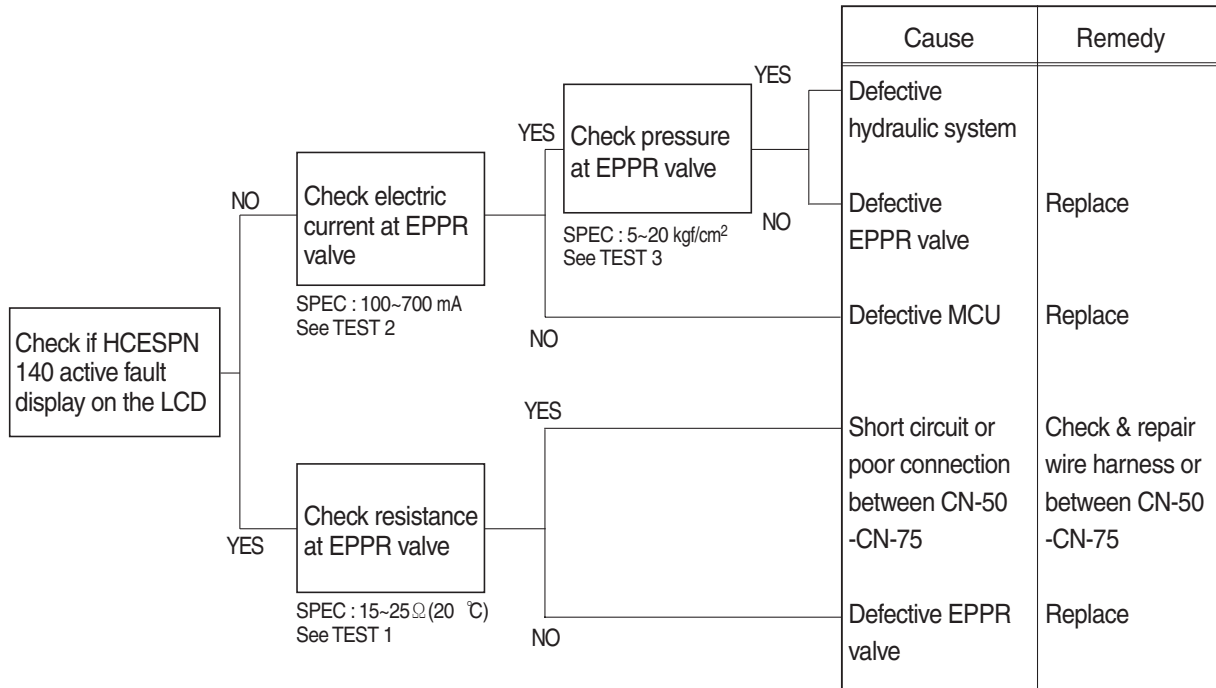 Check if HCESPN
140 active fault
display on the LCD
NO
YES
Check electric
current at EPPR
valve
SPEC : 100~700 mA
See TEST 2
Check resistance
at EPPR valve
SPEC : 15~25Ω(20 ℃)
See TEST 1
YES
NO
Check pressure
at EPPR valve
SPEC : 5~20 kgf/cm²
See TEST 3
YES
NO
YES
NO
Cause
Remedy
Defective
hydraulic system
Defective
EPPR valve
Replace
Defective MCU
Replace
Short circuit or
poor connection
between CN-50
-CN-75
Check & repair
wire harness or
between CN-50
-CN-75
Defective EPPR
valve
Replace